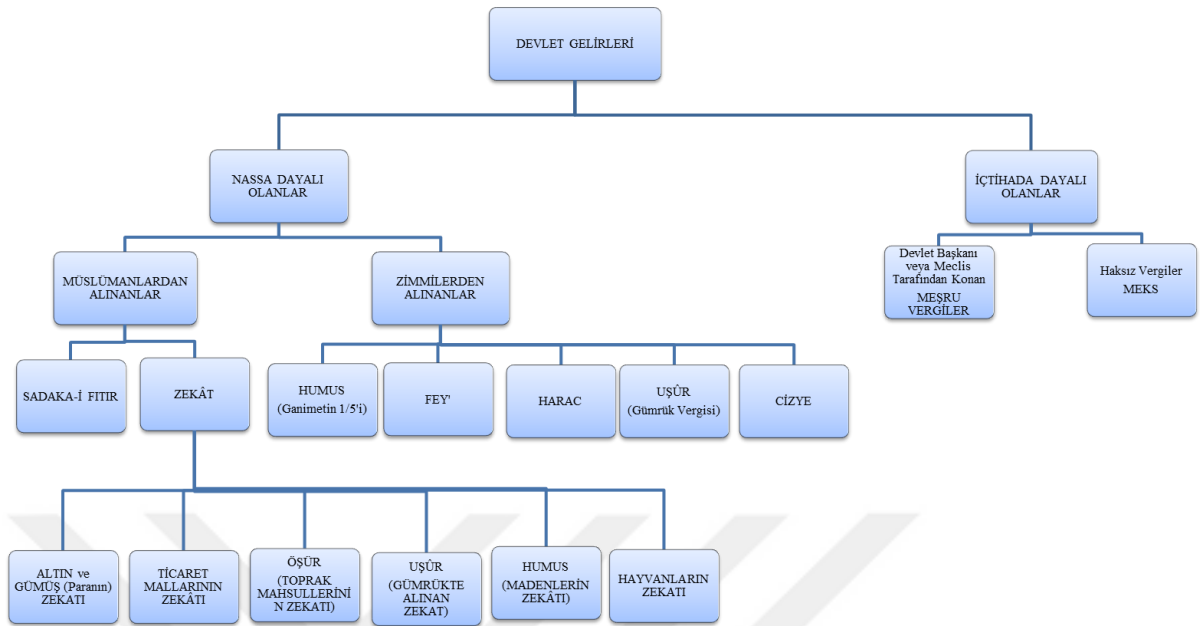 DEVLET GELİRLERİ
NASSA DAYALI
OLANLAR
İÇTİHADA DAYALI
OLANLAR
MÜSLÜMANLARDAN
ALINANLAR
ZİMMİLERDEN
ALINANLAR
Devlet Başkanı
veya Meclis
Tarafından Konan
MEŞRU
VERGİLER
Haksız Vergiler
MEKS
SADAKA-İ FITIR
ZEKÂT
HUMUS
(Ganimetin 1/5'i)
FEY'
HARAC
UŞÛR
(Gümrük Vergisi)
CİZYE
ALTIN ve
GÜMÜŞ (Paranın)
ZEKATI
TİCARET
MALLARININ
ZEKÂTI
ÖŞÜR
(TOPRAK
MAHSULLERİNİ
N ZEKATI)
UŞÛR
(GÜMRÜKTE
ALINAN
ZEKAT)
HUMUS
(MADENLERİN
ZEKÂTI)
HAYVANLARIN
ZEKATI